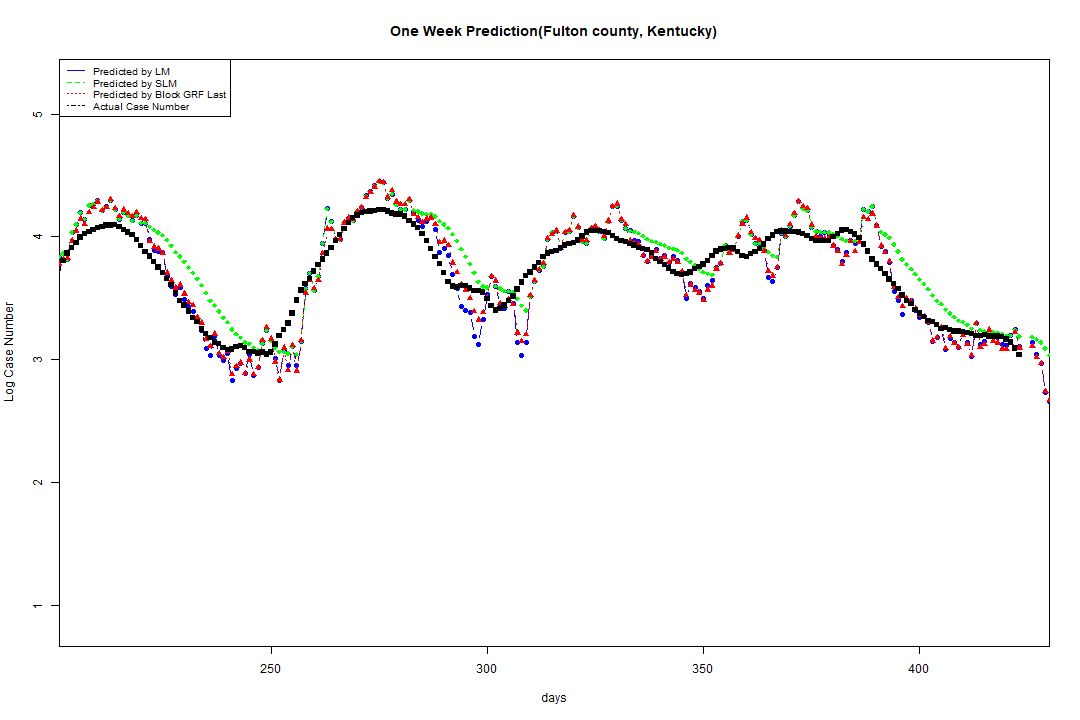 One Week Prediction(Fulton county, Kentucky)
Predicted by LM
Predicted by SLM
Predicted by Block GRF Last
Actual Case Number
5
4
3
2
1
Log Case Number
250
300
350
400
days